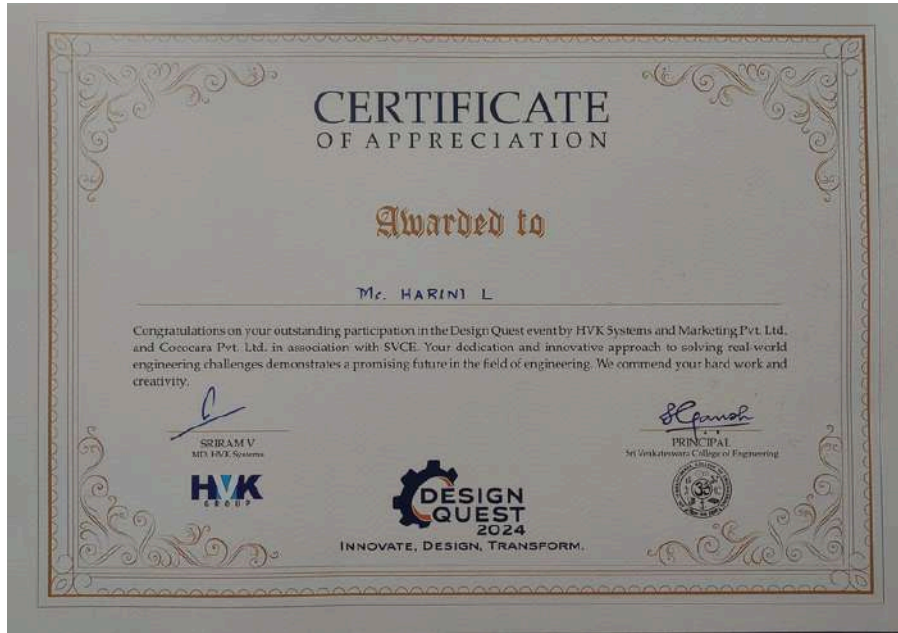 CERTIFICATE
OF APPRECIATION
Awarded to
Mr. HARINI L
Congratulations on your outstanding participation in the Design Quest event by HVK Systems and Marketing Pvt. Ltd.
and Cococara Pvt. Ltd. in association with SVCE. Your dedication and innovative approach to solving real-world
engineering challenges demonstrates a promising future in the field of engineering. We commend your hard work and
creativity.
SRIRAM V
MD. HVK Systems
PRINCIPAL
Sri Venkateswara College of Engineering
HVK
GROUP
DESIGN
QUEST
2024
INNOVATE, DESIGN, TRANSFORM.